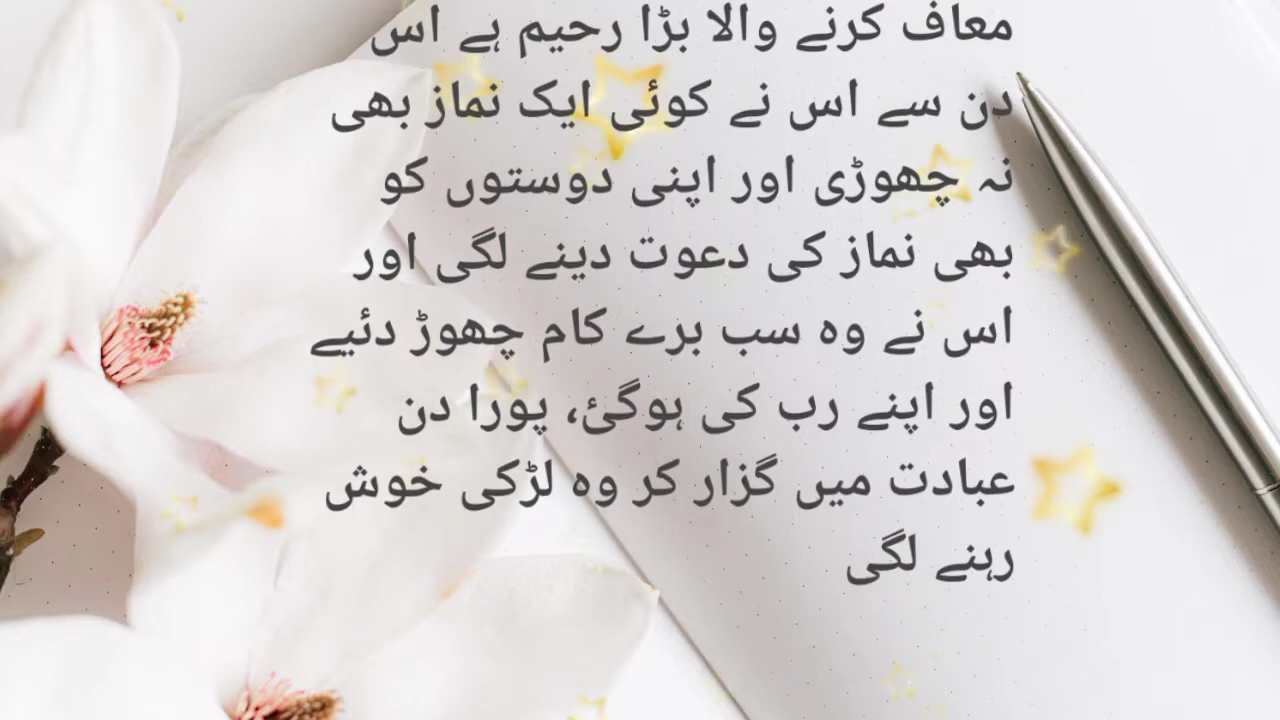 معاف کرنے والا بڑا رحیم ہے اس
دن سے اس نے کوئی ایک نماز بھی
نہ چھوڑی اور اپنی دوستوں کو
بھی نماز کی دعوت دینے لگی اور
اس نے وہ سب برے کام چھوڑ دئیے
اور اپنے رب کی ہوگئ، پورا دن
عبادت میں گزار کر وہ لڑکی خوش
رہنے لگی